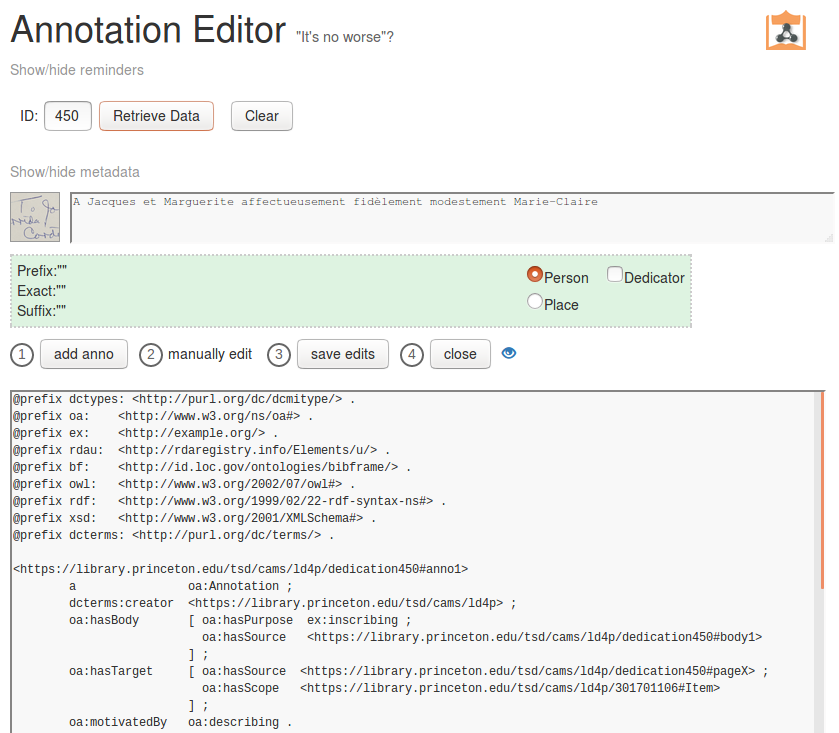 Annotation Editor "It's no worse"?
Show/hide reminders
ID: 450 Retrieve Data Clear
Show/hide metadata
A Jacques et Marguerite affectueusement fidèlement modestement Marie-Claire
Prefix:""
Exact:""
Suffix:""
Person Dedicator
Place
1 add anno 2 manually edit 3 save edits 4 close
@prefix dctypes: <http://purl.org/dc/dcmitype/> .
@prefix oa: <http://www.w3.org/ns/oa#> .
@prefix ex: <http://example.org/> .
@prefix rdau: <http://rdaregistry.info/Elements/u/> .
@prefix bf: <http://id.loc.gov/ontologies/bibframe/> .
@prefix owl: <http://www.w3.org/2002/07/owl#> .
@prefix rdf: <http://www.w3.org/1999/02/22-rdf-syntax-ns#> .
@prefix xsd: <http://www.w3.org/2001/XMLSchema#> .
@prefix dcterms: <http://purl.org/dc/terms/> .
<https://library.princeton.edu/tsd/cams/ld4p/dedication450#anno1>
a oa:Annotation ;
dcterms:creator <https://library.princeton.edu/tsd/cams/ld4p> ;
oa:hasBody [ oa:hasPurpose ex:inscribing ;
oa:hasSource <https://library.princeton.edu/tsd/cams/ld4p/dedication450#body1>
] ;
oa:hasTarget [ oa:hasSource <https://library.princeton.edu/tsd/cams/ld4p/dedication450#pageX> ;
oa:hasScope <https://library.princeton.edu/tsd/cams/ld4p/301701106#Item>
] ;
oa:motivatedBy oa:describing .